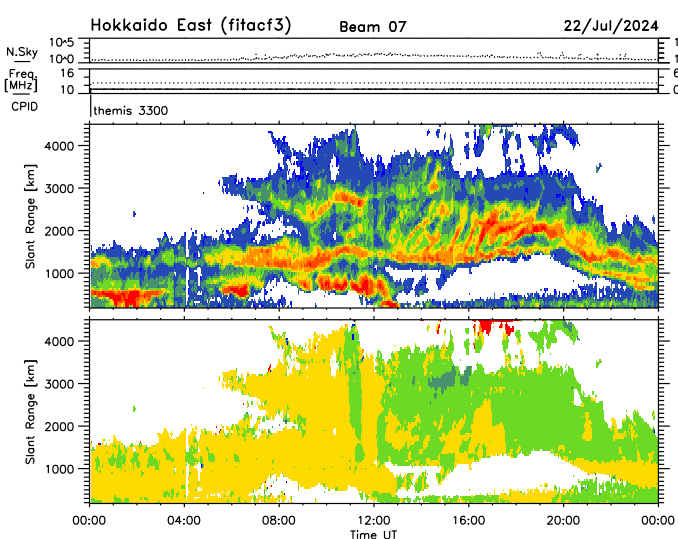 Hokkaido East (fitacf3) Beam 07 22/Jul/2024
N.Sky 10^5 10^0 1 1
Freq. [MHz] 16 10 6 0
CPID themis 3300
Slant Range [km] 4000 3000 2000 1000
Slant Range [km] 4000 3000 2000 1000
00:00 04:00 08:00 12:00 16:00 20:00 00:00
Time UT